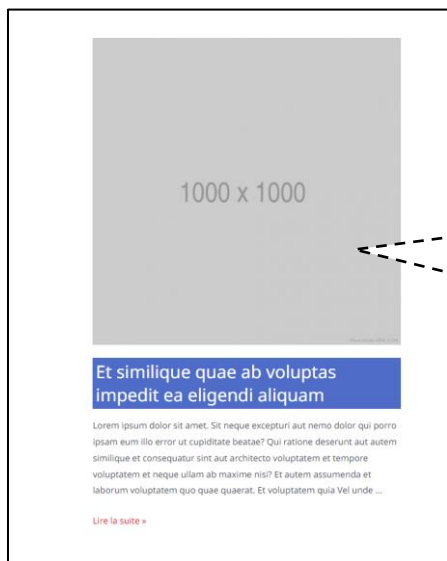 1000 x 1000
Et similique quae ab voluptas
impedit ea eligendi aliquam
Lorem ipsum dolor sit amet. Sit neque excepturi aut nemo dolor qui porro
ipsam eum illo error ut cupiditate beatae? Qui ratione deserunt aut autem
similique et consequatur sint aut architecto voluptatem et tempore
voluptatem et neque ullam ab maxime nisi? Et autem assumenda et
laborum voluptatem quo quae quaerat. Et voluptatem quia Vel unde ...
Lire la suite »